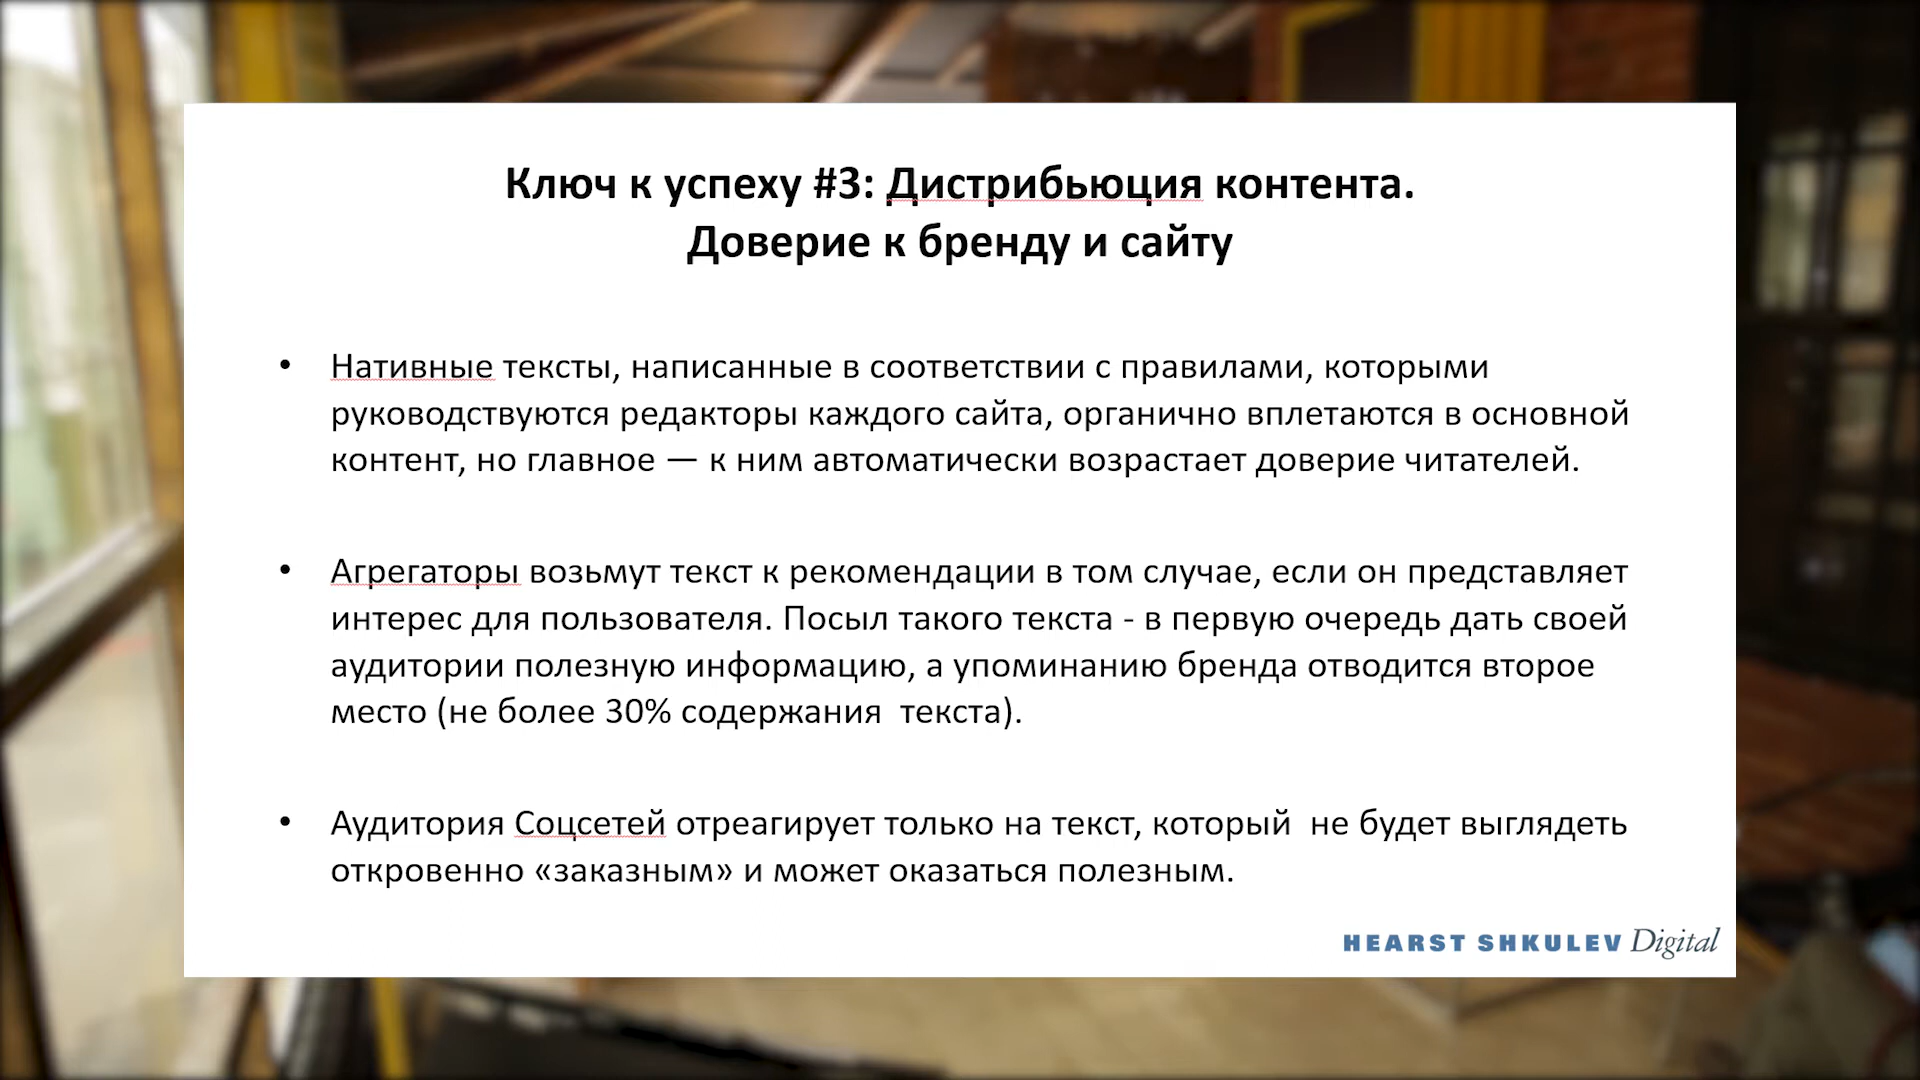 Ключ к успеху #3: Дистрибьюция контента.
Доверие к бренду и сайту
• Нативные тексты, написанные в соответствии с правилами, которыми
руководствуются редакторы каждого сайта, органично вплетаются в основной
контент, но главное — к ним автоматически возрастает доверие читателей.
• Агрегаторы возьмут текст к рекомендации в том случае, если он представляет
интерес для пользователя. Посыл такого текста - в первую очередь дать своей
аудитории полезную информацию, а упоминанию бренда отводится второе
место (не более 30% содержания  текста).
• Аудитория Соцсетей отреагирует только на текст, который  не будет выглядеть
откровенно «заказным» и может оказаться полезным.
HEARST SHKULEV Digital